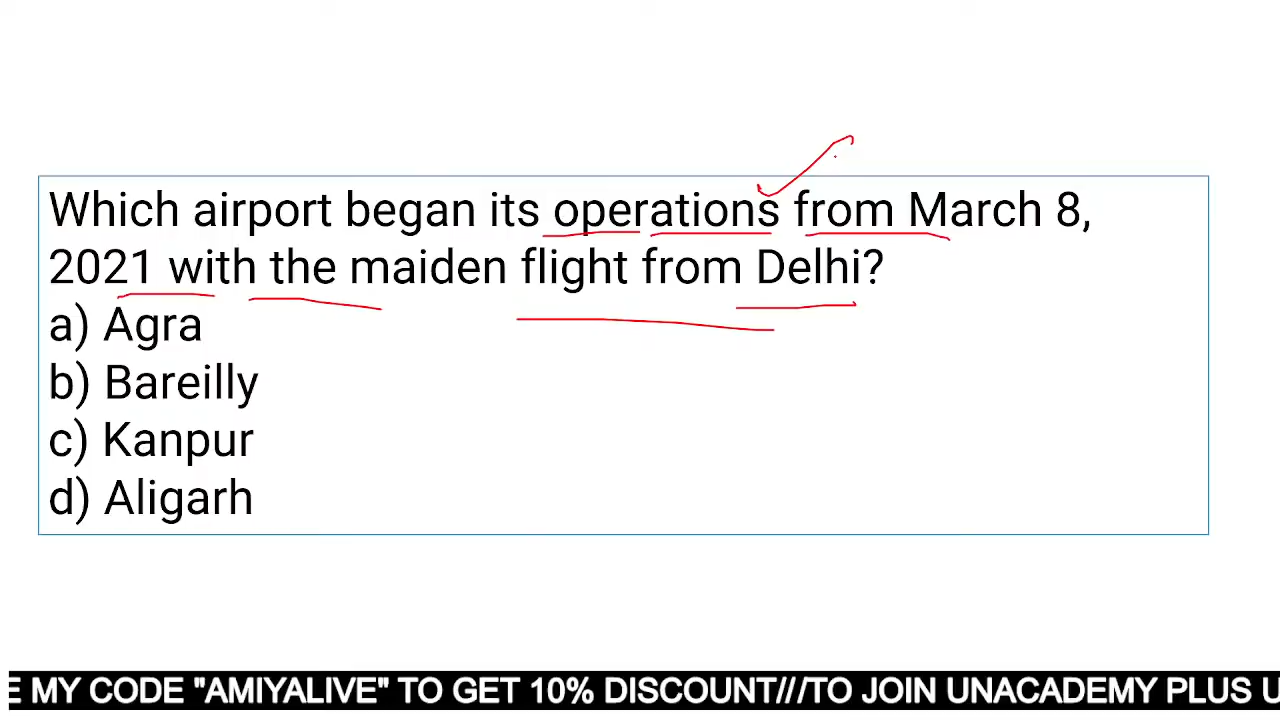 Which airport began its operations from March 8,
2021 with the maiden flight from Delhi?
a) Agra
b) Bareilly
c) Kanpur
d) Aligarh
E MY CODE "AMIYALIVE" TO GET 10% DISCOUNT///TO JOIN UNACADEMY PLUS U